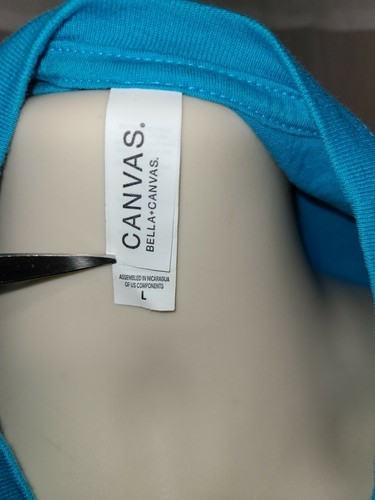 CANVAS.
BELLA+CANVAS.
ASSEMBLED IN NICARAGUA
OF US COMPONENTS
L